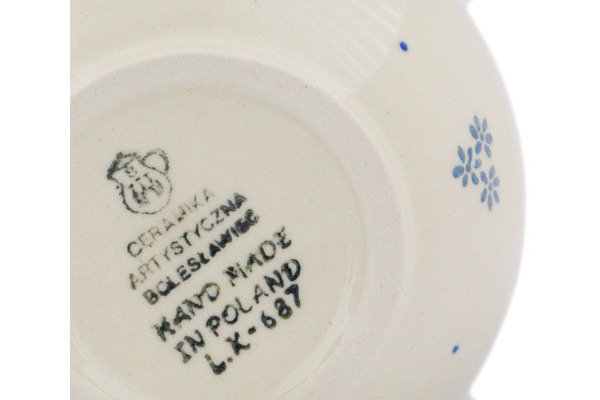 CERAMIKA
ARTYSTYCZNA
BOLESŁAWIEC
HAND MADE
IN POLAND
L.X-687